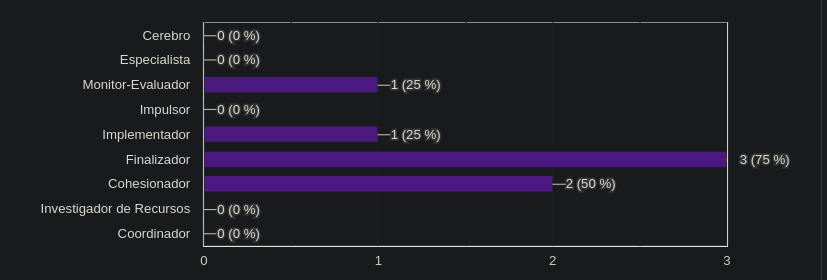 Cerebro 0 (0 %)
Especialista 0 (0 %)
Monitor-Evaluador 1 (25 %)
Impulsor 0 (0 %)
Implementador 1 (25 %)
Finalizador 3 (75 %)
Cohesionador 2 (50 %)
Investigador de Recursos 0 (0 %)
Coordinador 0 (0 %)
0 1 2 3